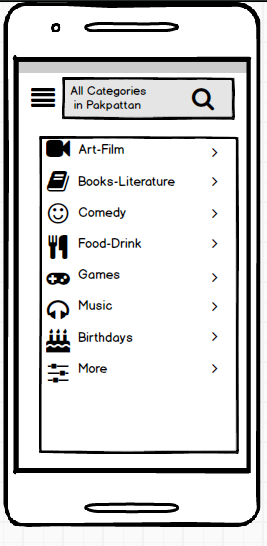 All Categories
in Pakpattan
Art-Film
Books-Literature
Comedy
Food-Drink
Games
Music
Birthdays
More